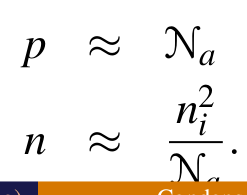 p ≈ 𝒩ₐ
n ≈ nᵢ² / 𝒩ₐ.